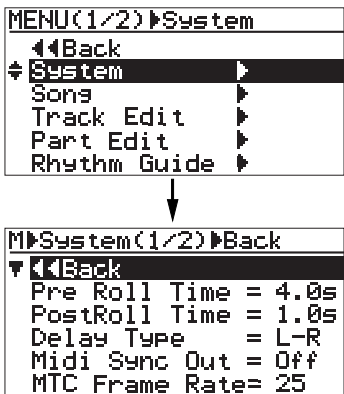 MENU(1/2)▶System
◀◀Back
System ▶
Song ▶
Track Edit ▶
Part Edit ▶
Rhythm Guide ▶
M▶System(1/2)▶Back
◀◀Back
Pre Roll Time = 4.0s
PostRoll Time = 1.0s
Delay Type = L-R
Midi Sync Out = Off
MTC Frame Rate= 25